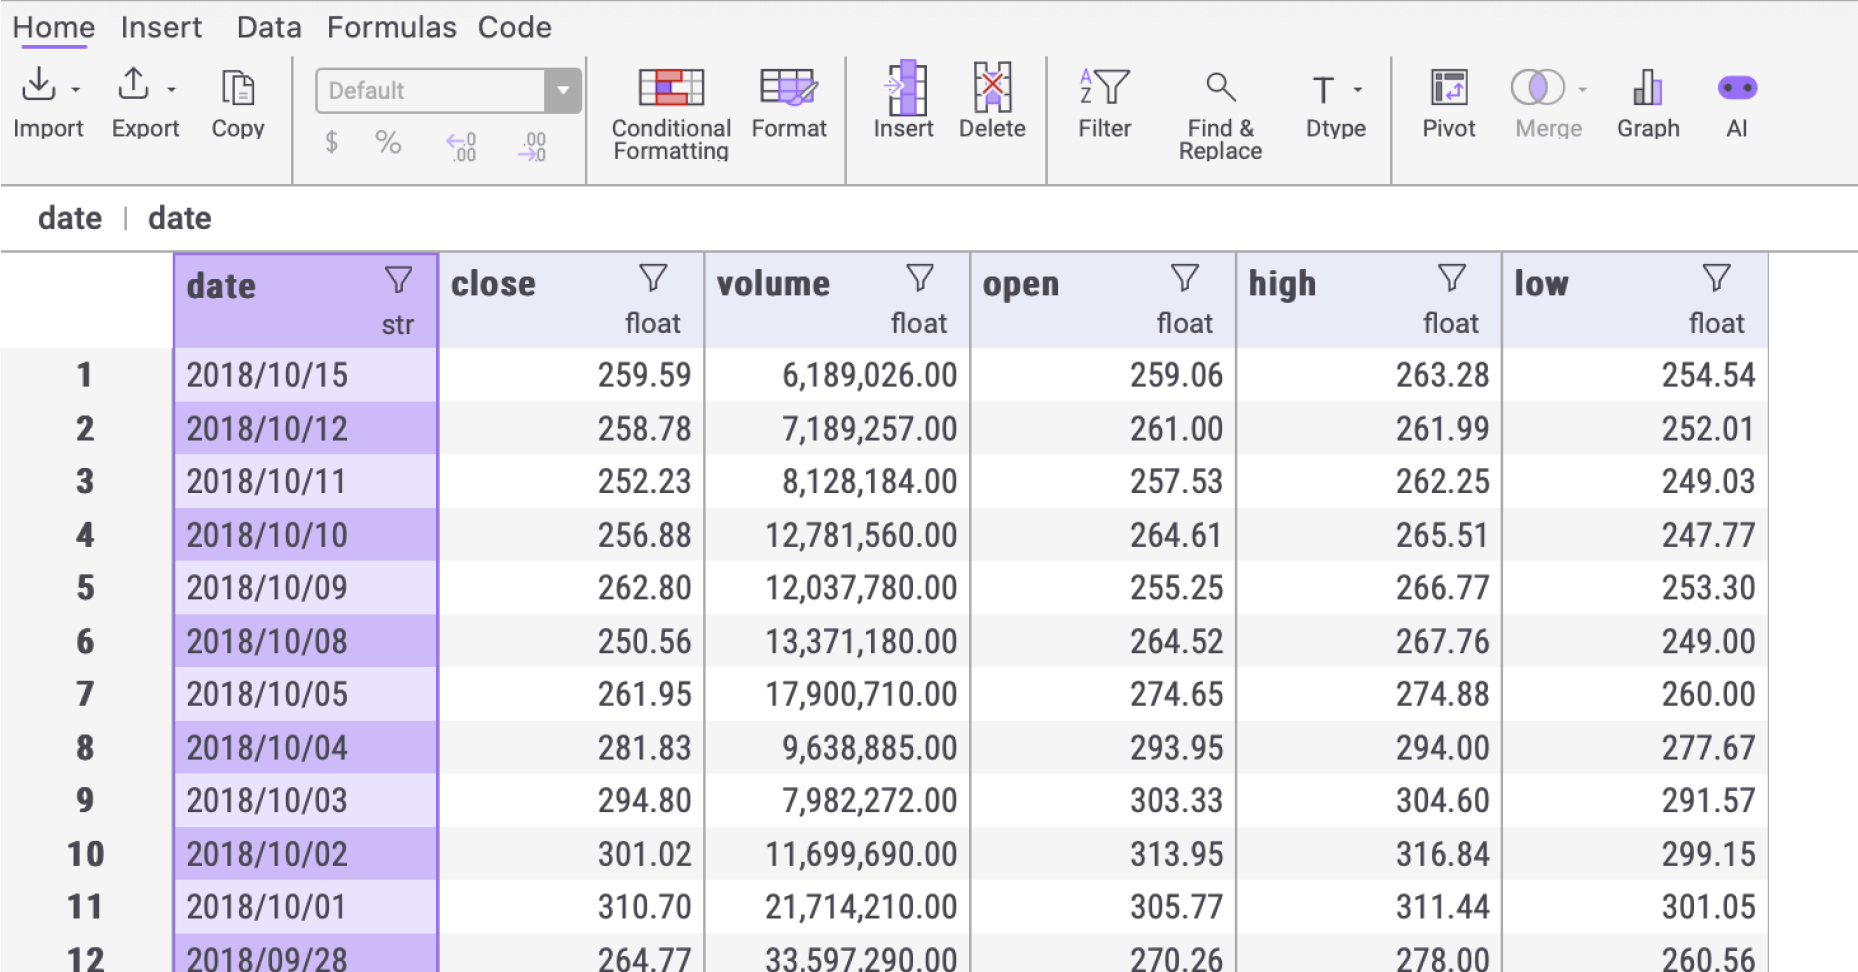 Home Insert Data Formulas Code
Default
$ % ←.0 .00 .00 →.0
Import Export Copy Conditional Formatting Format Insert Delete A Z Filter Find & Replace T Dtype Pivot Merge Graph AI
date | date
date close volume open high low
str float float float float float
1 2018/10/15 259.59 6,189,026.00 259.06 263.28 254.54
2 2018/10/12 258.78 7,189,257.00 261.00 261.99 252.01
3 2018/10/11 252.23 8,128,184.00 257.53 262.25 249.03
4 2018/10/10 256.88 12,781,560.00 264.61 265.51 247.77
5 2018/10/09 262.80 12,037,780.00 255.25 266.77 253.30
6 2018/10/08 250.56 13,371,180.00 264.52 267.76 249.00
7 2018/10/05 261.95 17,900,710.00 274.65 274.88 260.00
8 2018/10/04 281.83 9,638,885.00 293.95 294.00 277.67
9 2018/10/03 294.80 7,982,272.00 303.33 304.60 291.57
10 2018/10/02 301.02 11,699,690.00 313.95 316.84 299.15
11 2018/10/01 310.70 21,714,210.00 305.77 311.44 301.05
12 2018/09/28 264.77 33,597,290.00 270.26 278.00 260.56